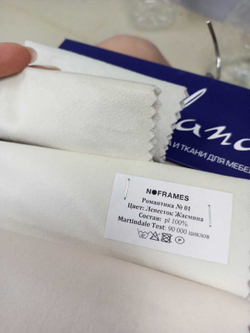 И ТКАНИ ДЛЯ МЕБЕ
NOFRAMES
Романтика № 01
Цвет: Лепесток Жасмина
Состав: pl 100%
Martindale Test: 90 000 циклов